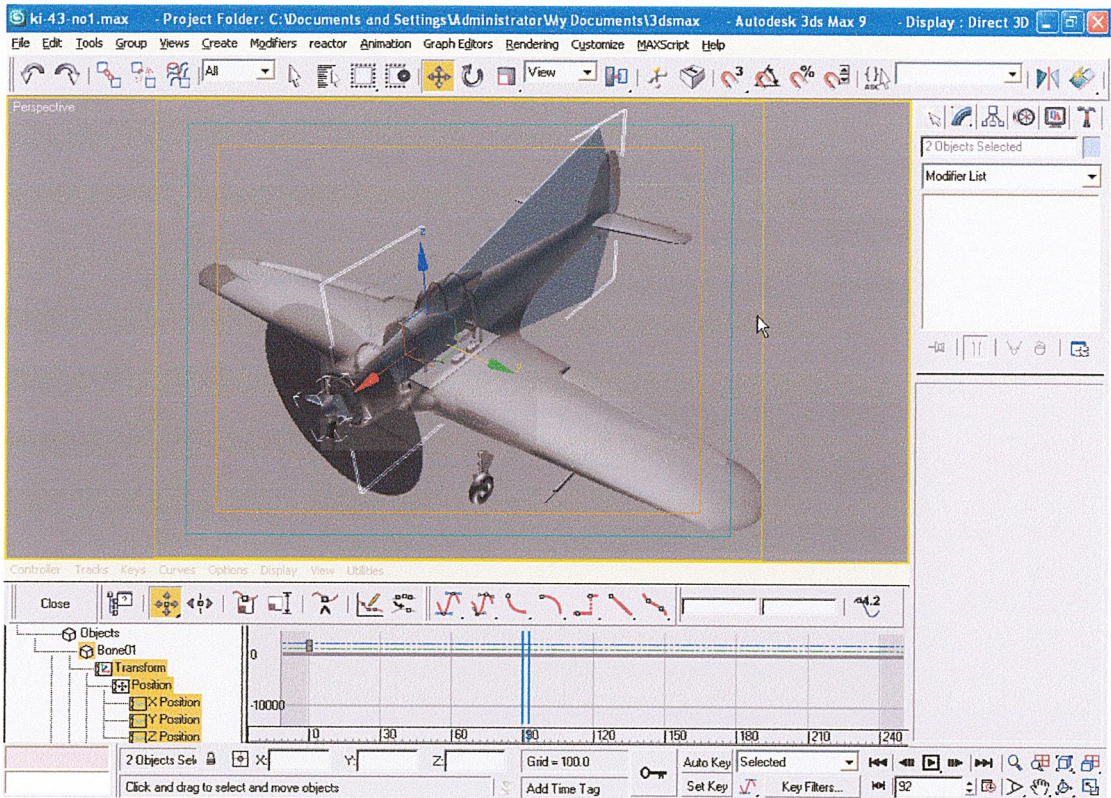 ki-43-no1.max - Project Folder: C:\Documents and Settings\Administrator\My Documents\3dsmax - Autodesk 3ds Max 9 - Display : Direct 3D
File Edit Tools Group Views Create Modifiers reactor Animation Graph Editors Rendering Customize MAXScript Help
All View
Perspective
2 Objects Selected
Modifier List
z
Controller Tracks Keys Curves Options Display View Utilities
Close
Objects
Bone01
Transform
Position
X Position
Y Position
Z Position
0
-10000
0 30 60 90 120 150 180 210 240
2 Objects Sele X: Y: Z: Grid = 100.0 Auto Key Selected
Click and drag to select and move objects Add Time Tag Set Key Key Filters... 92